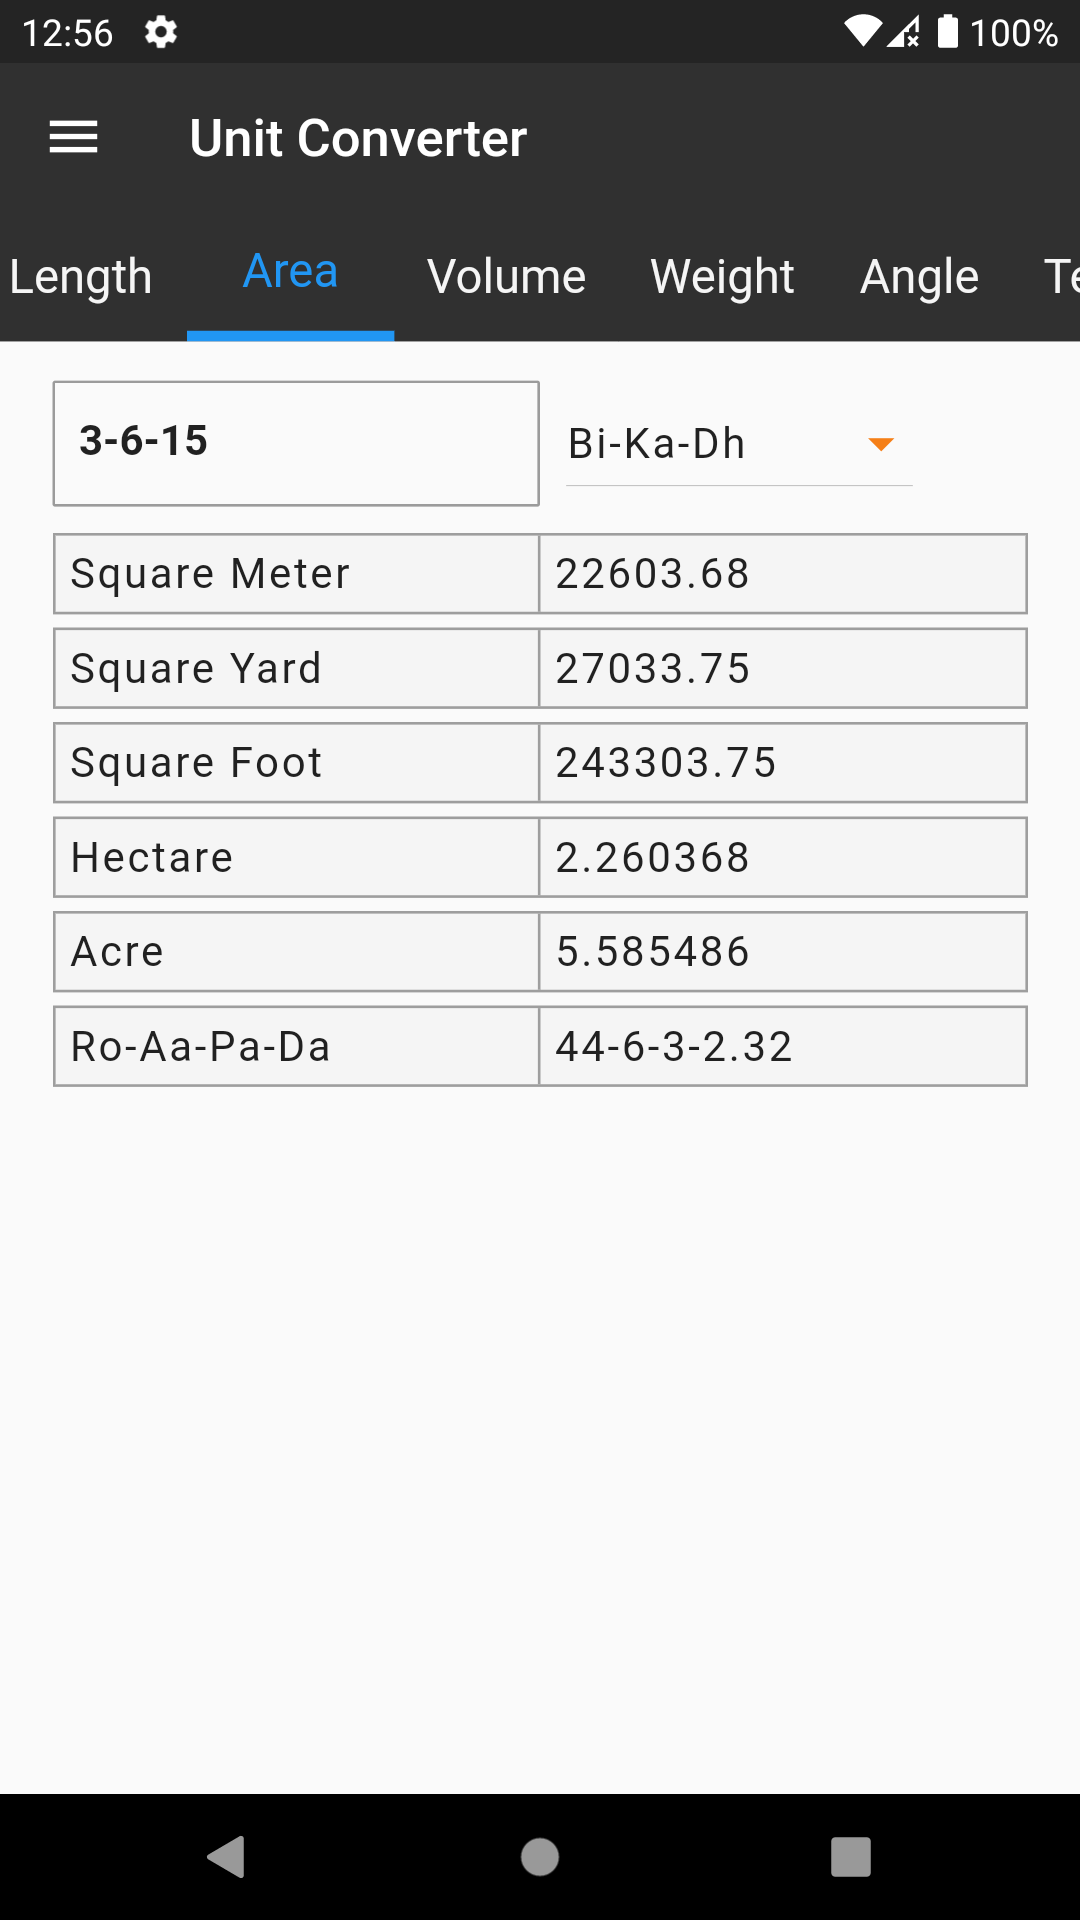 12:56 100%
Unit Converter
Length Area Volume Weight Angle Te
3-6-15 Bi-Ka-Dh
Square Meter 22603.68
Square Yard 27033.75
Square Foot 243303.75
Hectare 2.260368
Acre 5.585486
Ro-Aa-Pa-Da 44-6-3-2.32